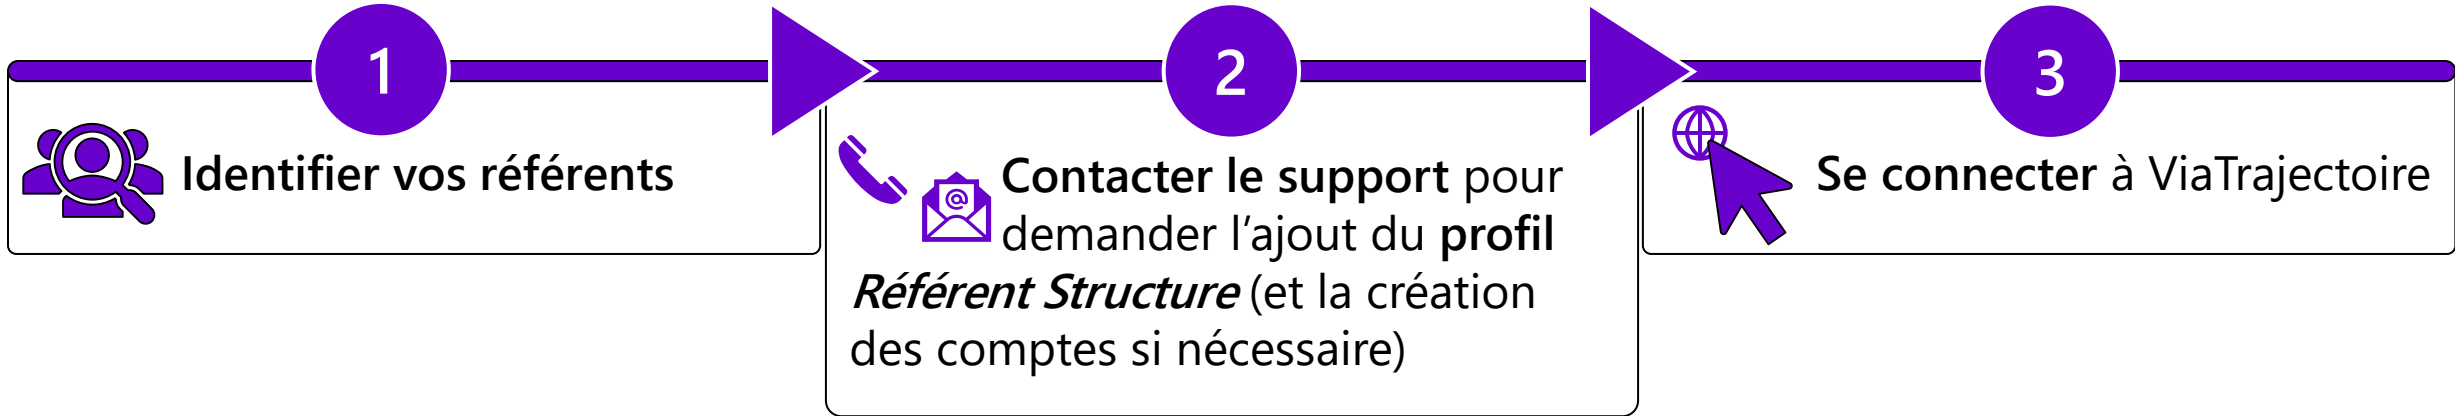 1
Identifier vos référents
2
Contacter le support pour
demander l’ajout du profil
Référent Structure (et la création
des comptes si nécessaire)
3
Se connecter à ViaTrajectoire